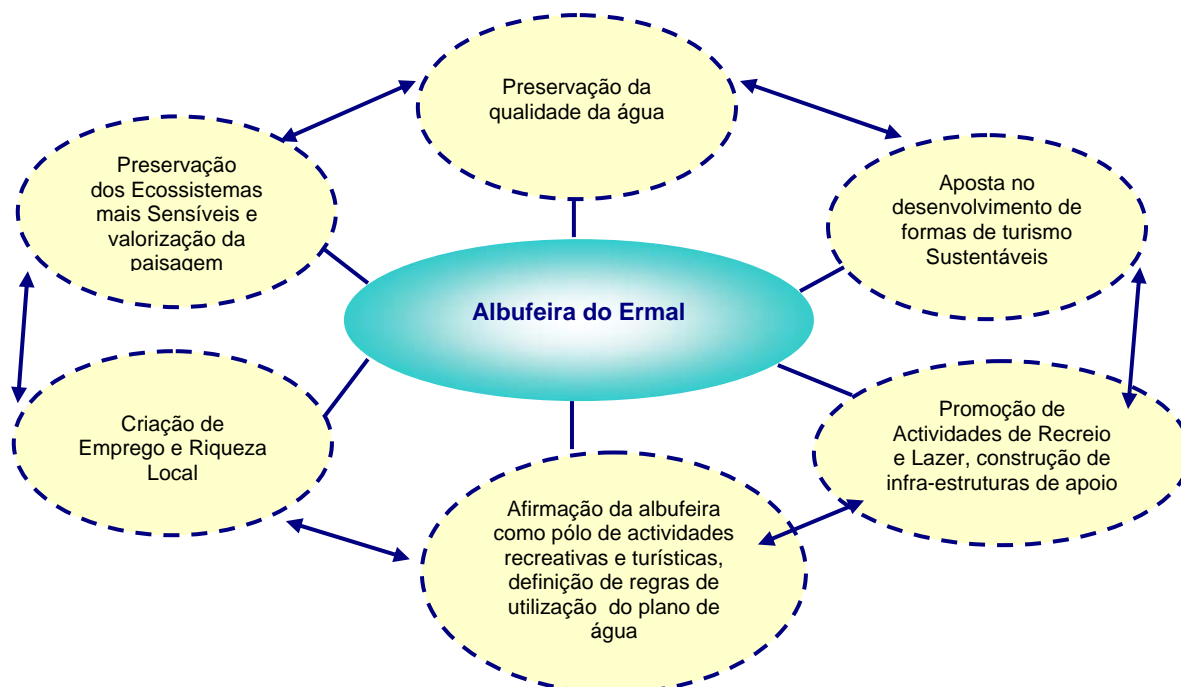 Preservação da
qualidade da água
Preservação
dos Ecossistemas
mais Sensíveis e
valorização da
paisagem
Aposta no
desenvolvimento de
formas de turismo
Sustentáveis
Albufeira do Ermal
Criação de
Emprego e Riqueza
Local
Promoção de
Actividades de Recreio
e Lazer, construção de
infra-estruturas de apoio
Afirmação da albufeira
como pólo de actividades
recreativas e turísticas,
definição de regras de
utilização do plano de
água